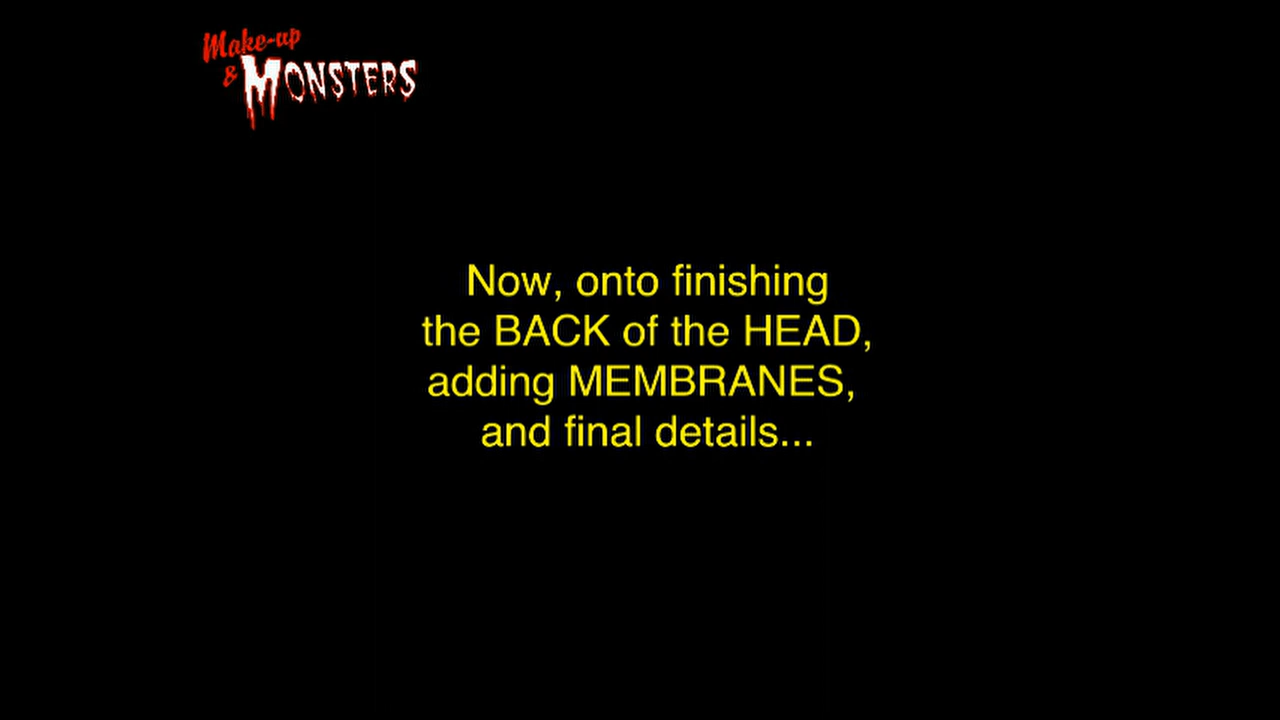 Make-up
& MONSTERS
Now, onto finishing
the BACK of the HEAD,
adding MEMBRANES,
and final details...